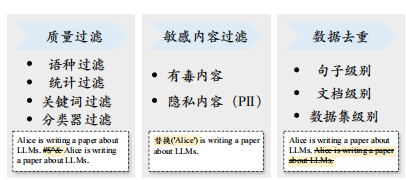 质量过滤
• 语种过滤
• 统计过滤
• 关键词过滤
• 分类器过滤
Alice is writing a paper about
LLMs. #$^& Alice is writing
a paper about LLMs.
敏感内容过滤
• 有毒内容
• 隐私内容（PII）
替换('Alice') is writing a paper
about LLMs.
数据去重
• 句子级别
• 文档级别
• 数据集级别
Alice is writing a paper about
LLMs. Alice is writing a paper
about LLMs.